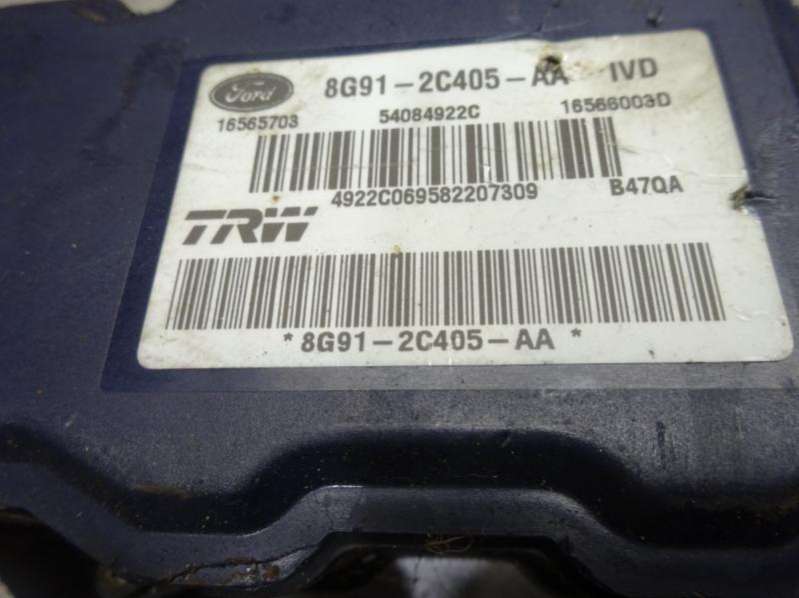 Ford 8G91-2C405-AA IVD
16565703 54084922C 16566003D
4922C069582207309 B47QA
TRW
*8G91-2C405-AA*